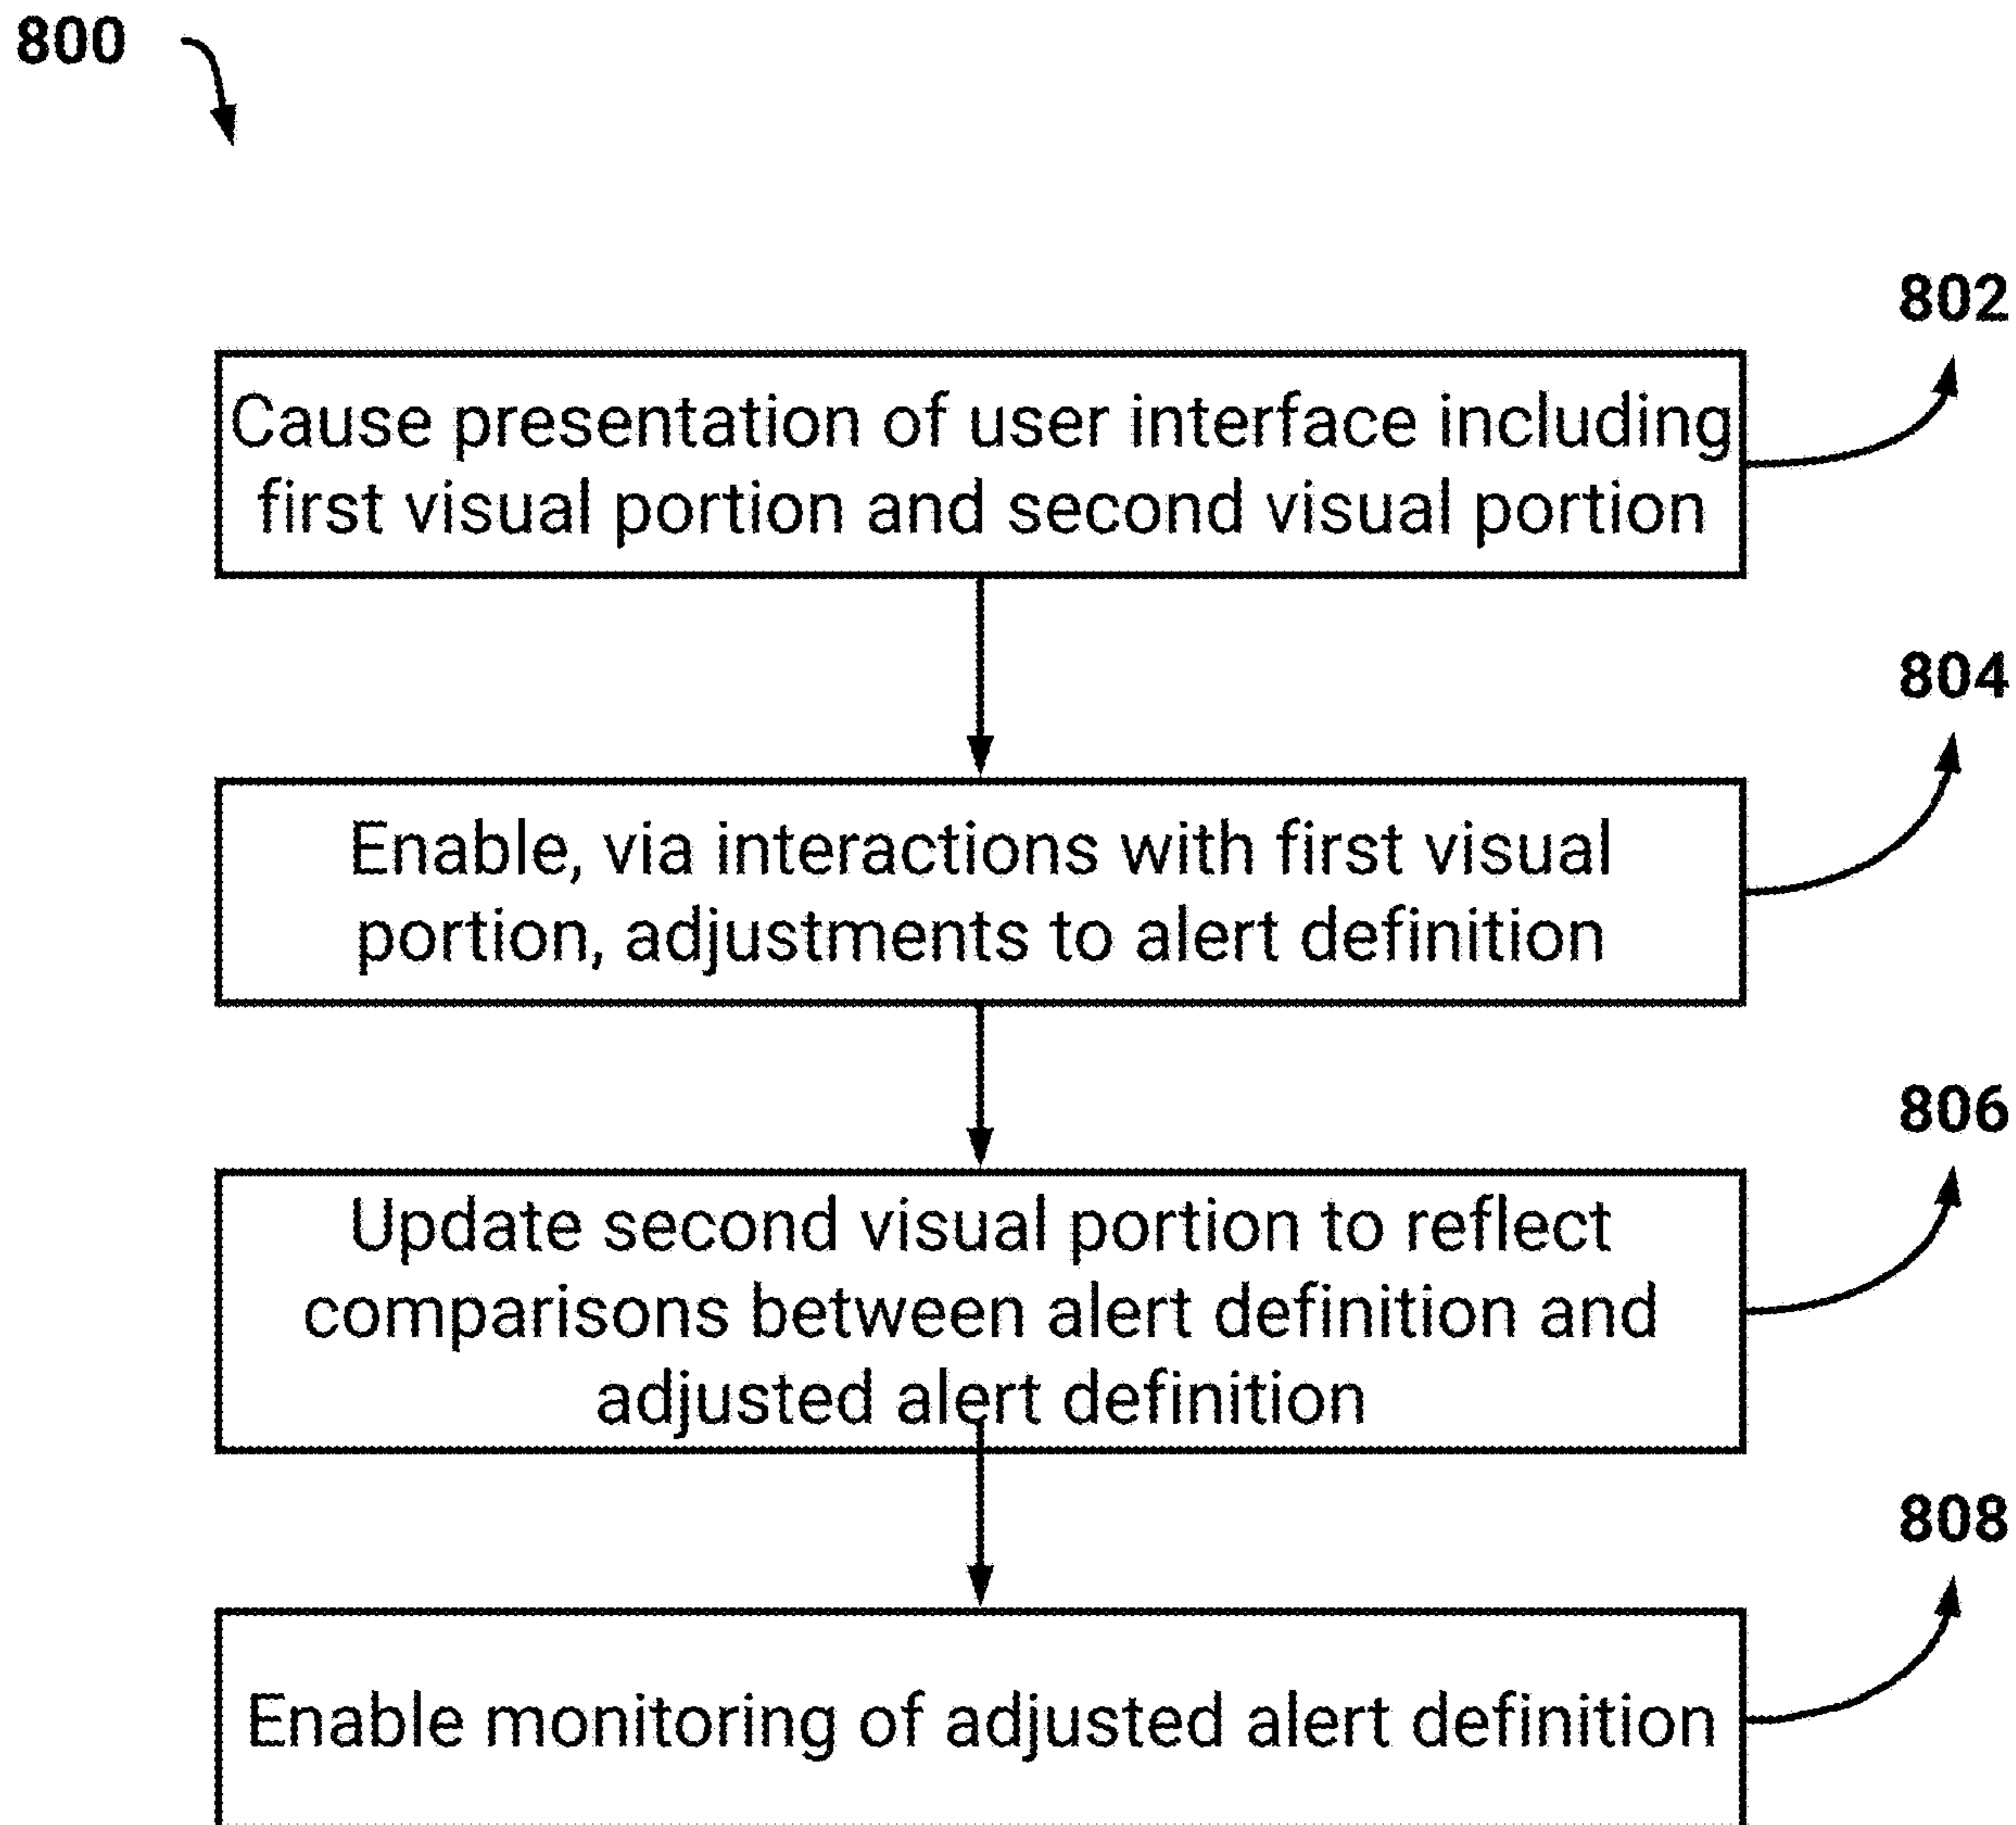 800
802
Cause presentation of user interface including
first visual portion and second visual portion
804
Enable, via interactions with first visual
portion, adjustments to alert definition
806
Update second visual portion to reflect
comparisons between alert definition and
adjusted alert definition
808
Enable monitoring of adjusted alert definition